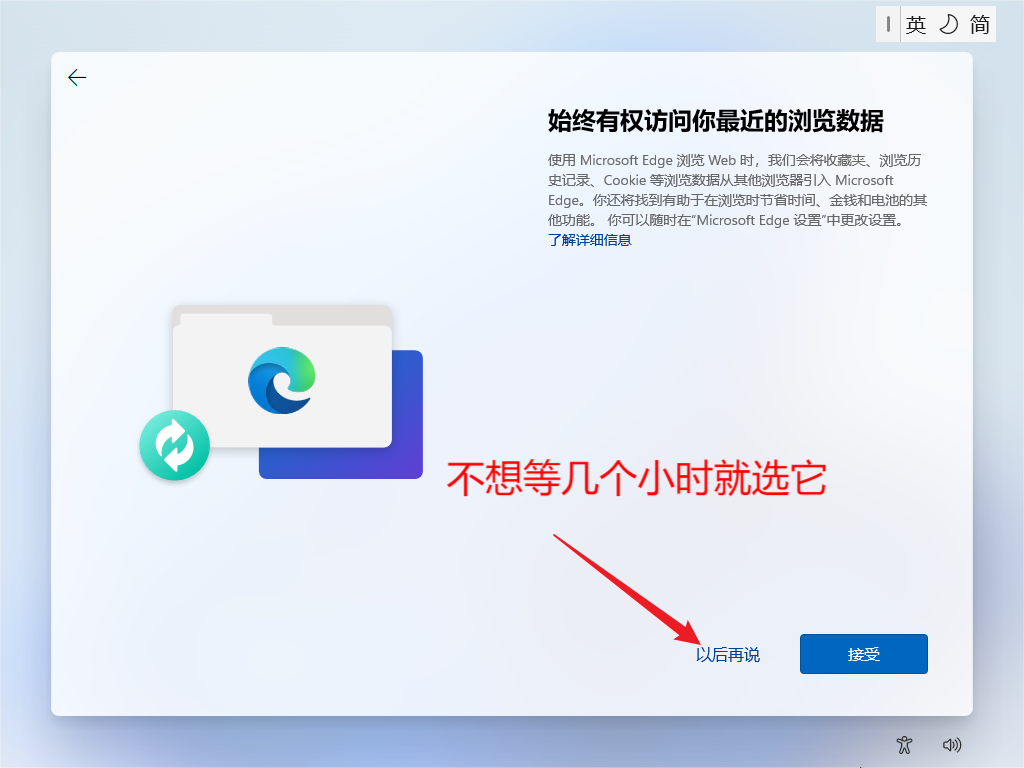 英 简
始终有权访问你最近的浏览数据
使用 Microsoft Edge 浏览 Web 时，我们会将收藏夹、浏览历
史记录、Cookie 等浏览数据从其他浏览器引入 Microsoft
Edge。你还将找到有助于在浏览时节省时间、金钱和电池的其
他功能。 你可以随时在“Microsoft Edge 设置”中更改设置。
了解详细信息
不想等几个小时就选它
以后再说 接受